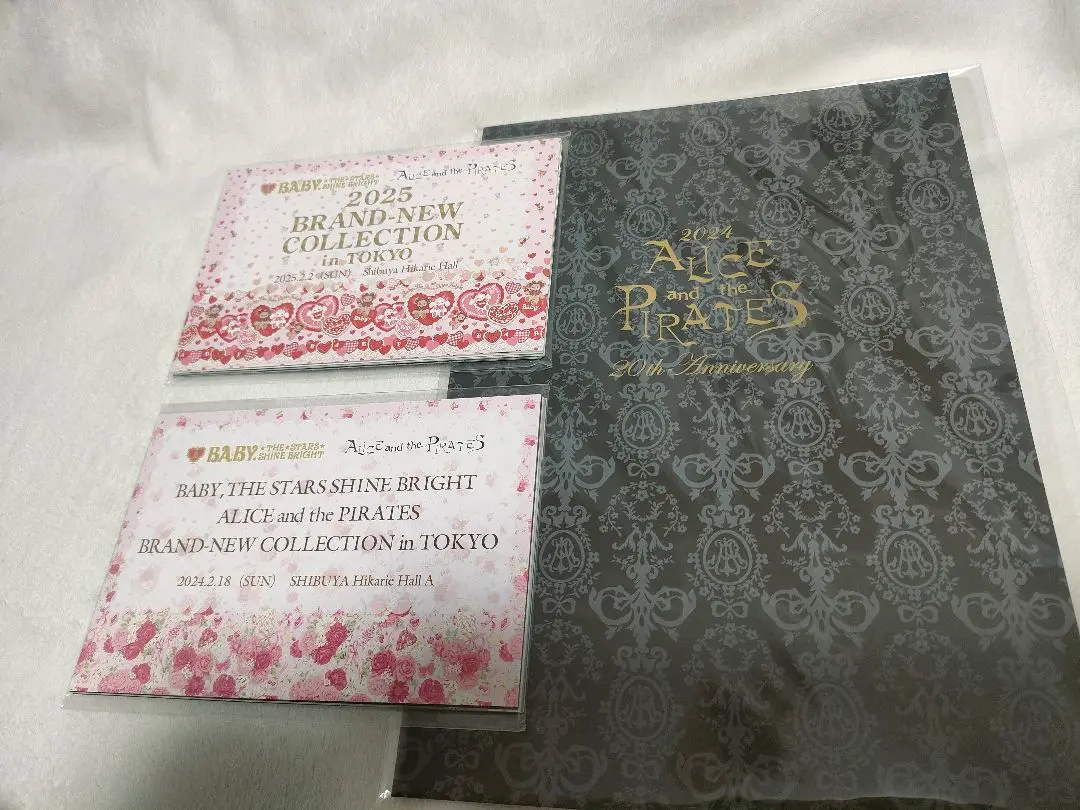 BABY, THE STARS SHINE BRIGHT
ALICE and the PIRATES
2025
BRAND-NEW
COLLECTION
in TOKYO
2025.2.2 (SUN) Shibuya Hikarie Hall
BABY, THE STARS SHINE BRIGHT
ALICE and the PIRATES
BABY, THE STARS SHINE BRIGHT
ALICE and the PIRATES
BRAND-NEW COLLECTION in TOKYO
2024.2.18 (SUN) SHIBUYA Hikarie Hall A
2024
ALICE
and the
PIRATES
20th Anniversary